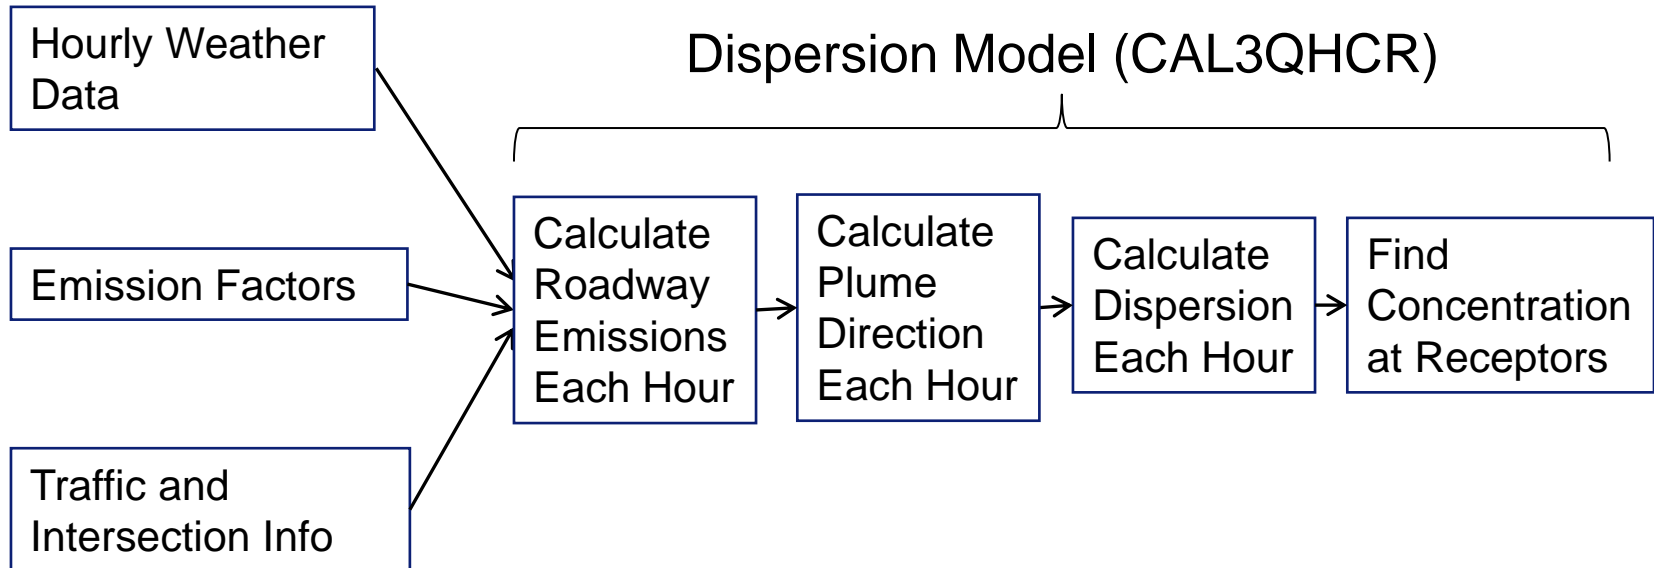 Hourly Weather
Data
Dispersion Model (CAL3QHCR)
Emission Factors
Traffic and
Intersection Info
Calculate
Roadway
Emissions
Each Hour
Calculate
Plume
Direction
Each Hour
Calculate
Dispersion
Each Hour
Find
Concentration
at Receptors